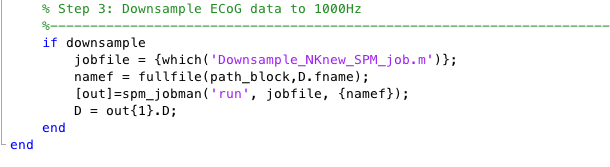 % Step 3: Downsample ECoG data to 1000Hz
%----------------------------------------------------------------------
if downsample
jobfile = {which('Downsample_NKnew_SPM_job.m')};
namef = fullfile(path_block,D.fname);
[out]=spm_jobman('run', jobfile, {namef});
D = out{1}.D;
end
end